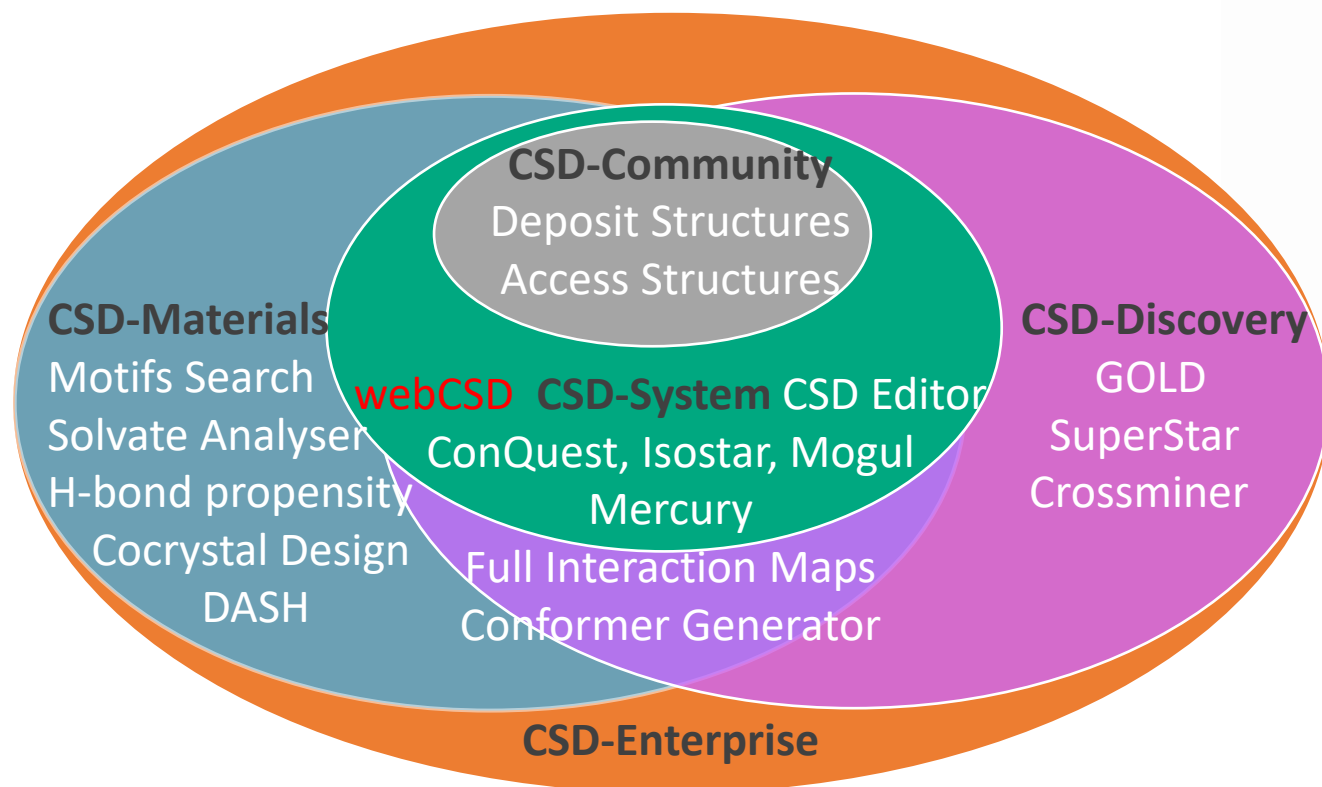 CSD-Community
Deposit Structures
Access Structures
CSD-Materials
Motifs Search
Solvate Analyser
H-bond propensity
Cocrystal Design
DASH
webCSD CSD-System CSD Editor
ConQuest, Isostar, Mogul
Mercury
Full Interaction Maps
Conformer Generator
CSD-Discovery
GOLD
SuperStar
Crossminer
CSD-Enterprise